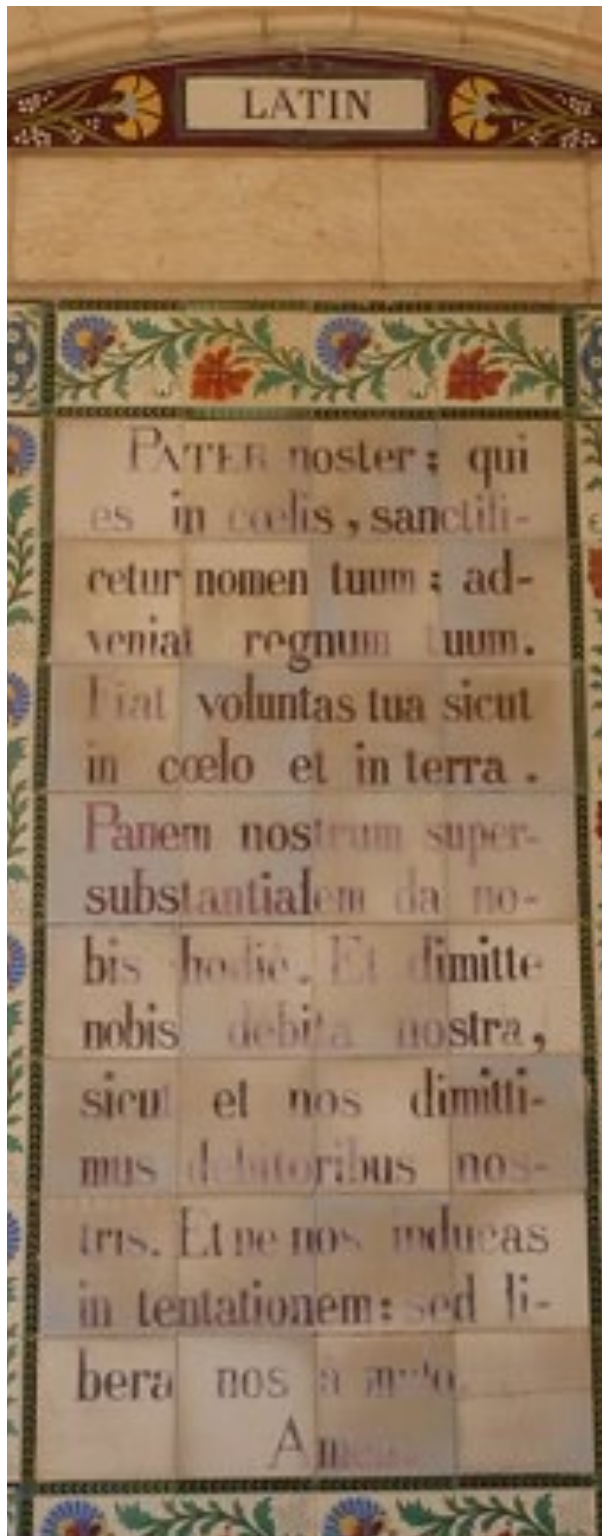 LATIN
PATER noster : qui
es in cœlis , sanctifi-
cetur nomen tuum : ad-
veniat regnum tuum.
Fiat voluntas tua sicut
in cœlo et in terra .
Panem nostrum super-
substantialem da no-
bis hodie . Et dimitte
nobis debita nostra ,
sicut et nos dimitti-
mus debitoribus nos-
tris. Et ne nos inducas
in tentationem : sed li-
bera nos à malo.
Amen.